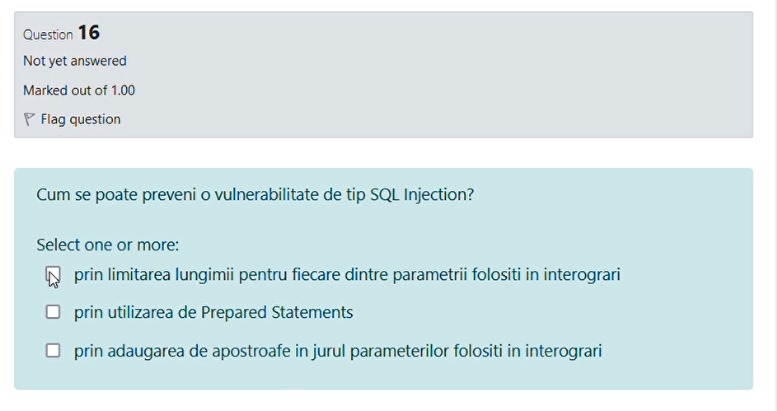 Question 16
Not yet answered
Marked out of 1.00
Flag question
Cum se poate preveni o vulnerabilitate de tip SQL Injection?
Select one or more:
prin limitarea lungimii pentru fiecare dintre parametrii folositi in interograri
prin utilizarea de Prepared Statements
prin adaugarea de apostroafe in jurul parameterilor folositi in interograri